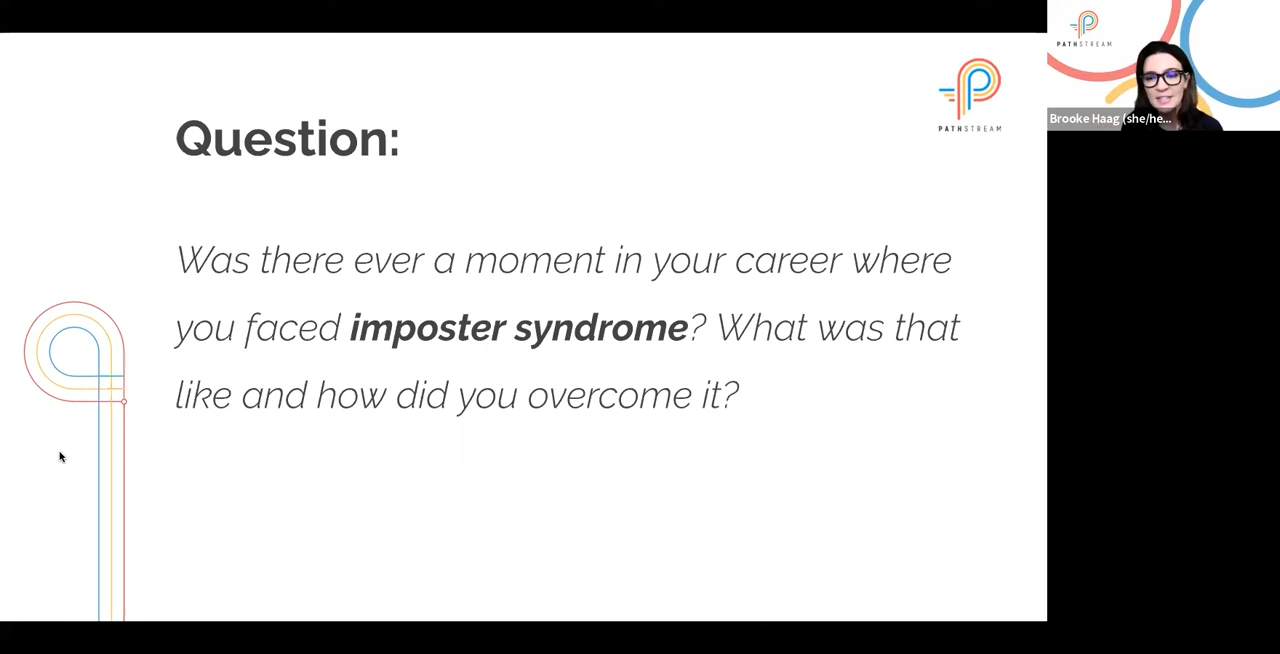 Question:
Was there ever a moment in your career where
you faced imposter syndrome? What was that
like and how did you overcome it?
PATHSTREAM
PATHSTREAM
Brooke Haag (she/he...